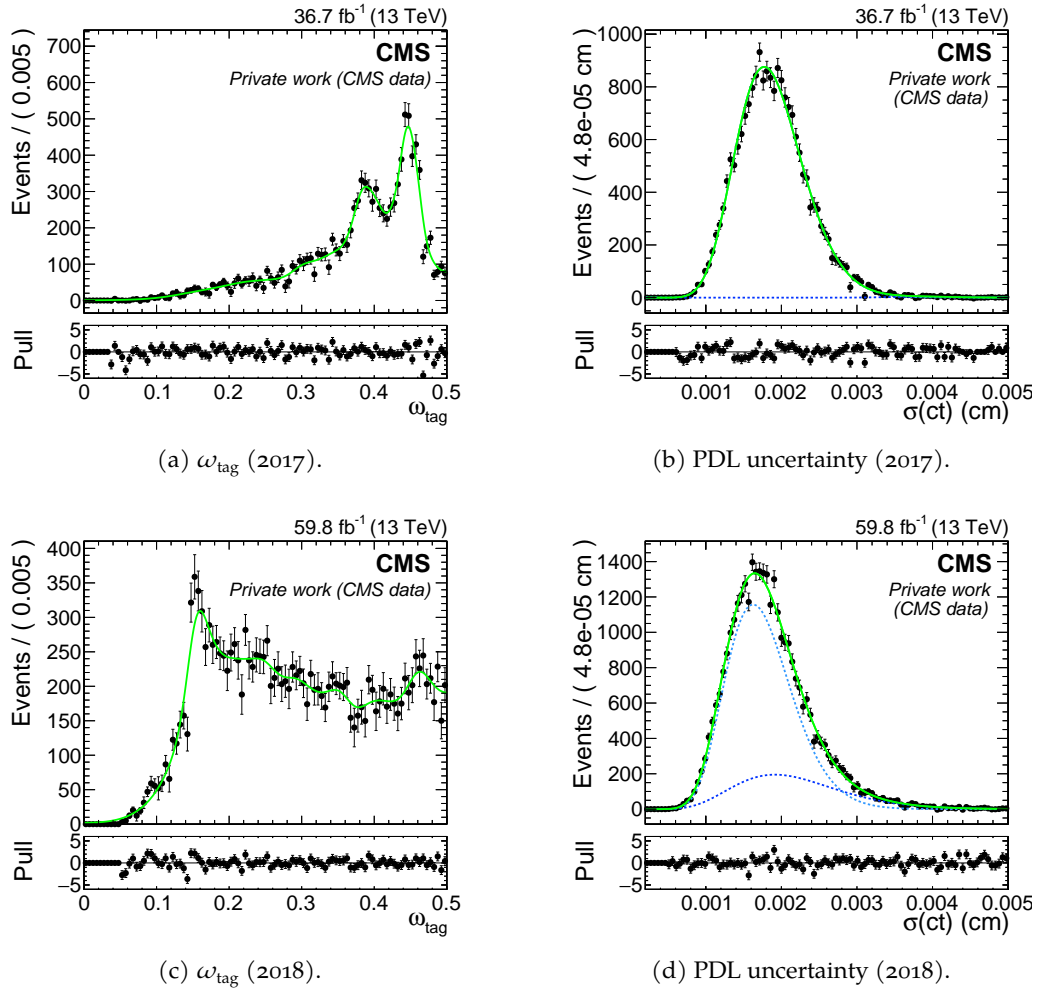 36.7 fb⁻¹ (13 TeV)
CMS
Private work (CMS data)
Events / ( 0.005 )
700
600
500
400
300
200
100
0
Pull
5
0
−5
0 0.1 0.2 0.3 0.4 0.5
ω_tag
(a) ω_tag (2017).
36.7 fb⁻¹ (13 TeV)
CMS
Private work
(CMS data)
Events / ( 4.8e-05 cm )
1000
800
600
400
200
0
Pull
5
0
−5
0.001 0.002 0.003 0.004 0.005
σ(ct) (cm)
(b) PDL uncertainty (2017).
59.8 fb⁻¹ (13 TeV)
CMS
Private work (CMS data)
Events / ( 0.005 )
400
350
300
250
200
150
100
50
0
Pull
5
0
−5
0 0.1 0.2 0.3 0.4 0.5
ω_tag
(c) ω_tag (2018).
59.8 fb⁻¹ (13 TeV)
CMS
Private work
(CMS data)
Events / ( 4.8e-05 cm )
1400
1200
1000
800
600
400
200
0
Pull
5
0
−5
0.001 0.002 0.003 0.004 0.005
σ(ct) (cm)
(d) PDL uncertainty (2018).